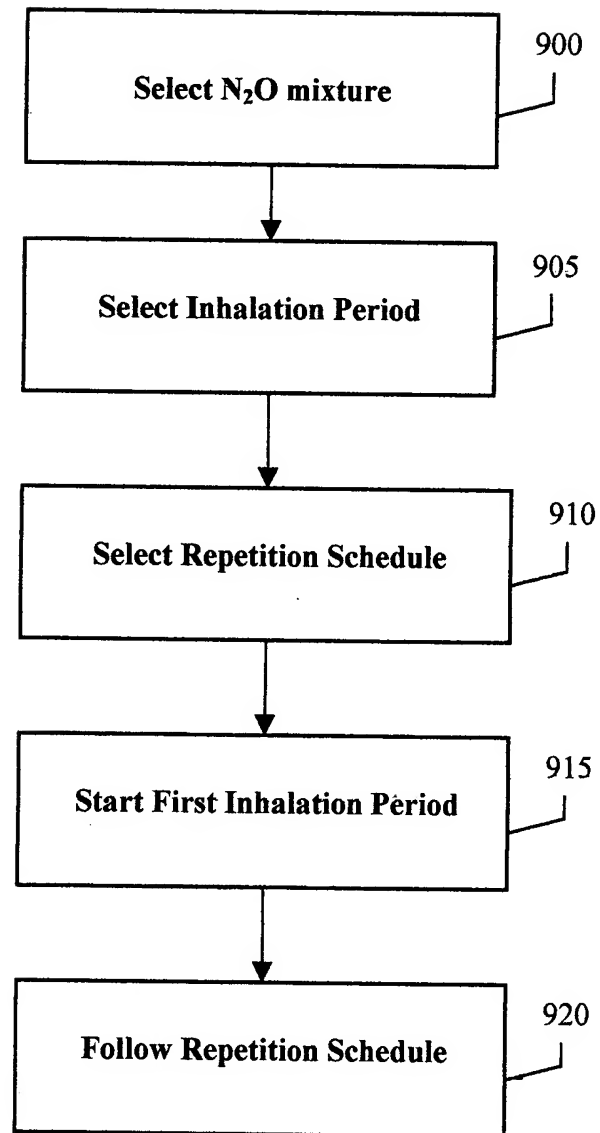 900
Select N₂O mixture
905
Select Inhalation Period
910
Select Repetition Schedule
915
Start First Inhalation Period
920
Follow Repetition Schedule